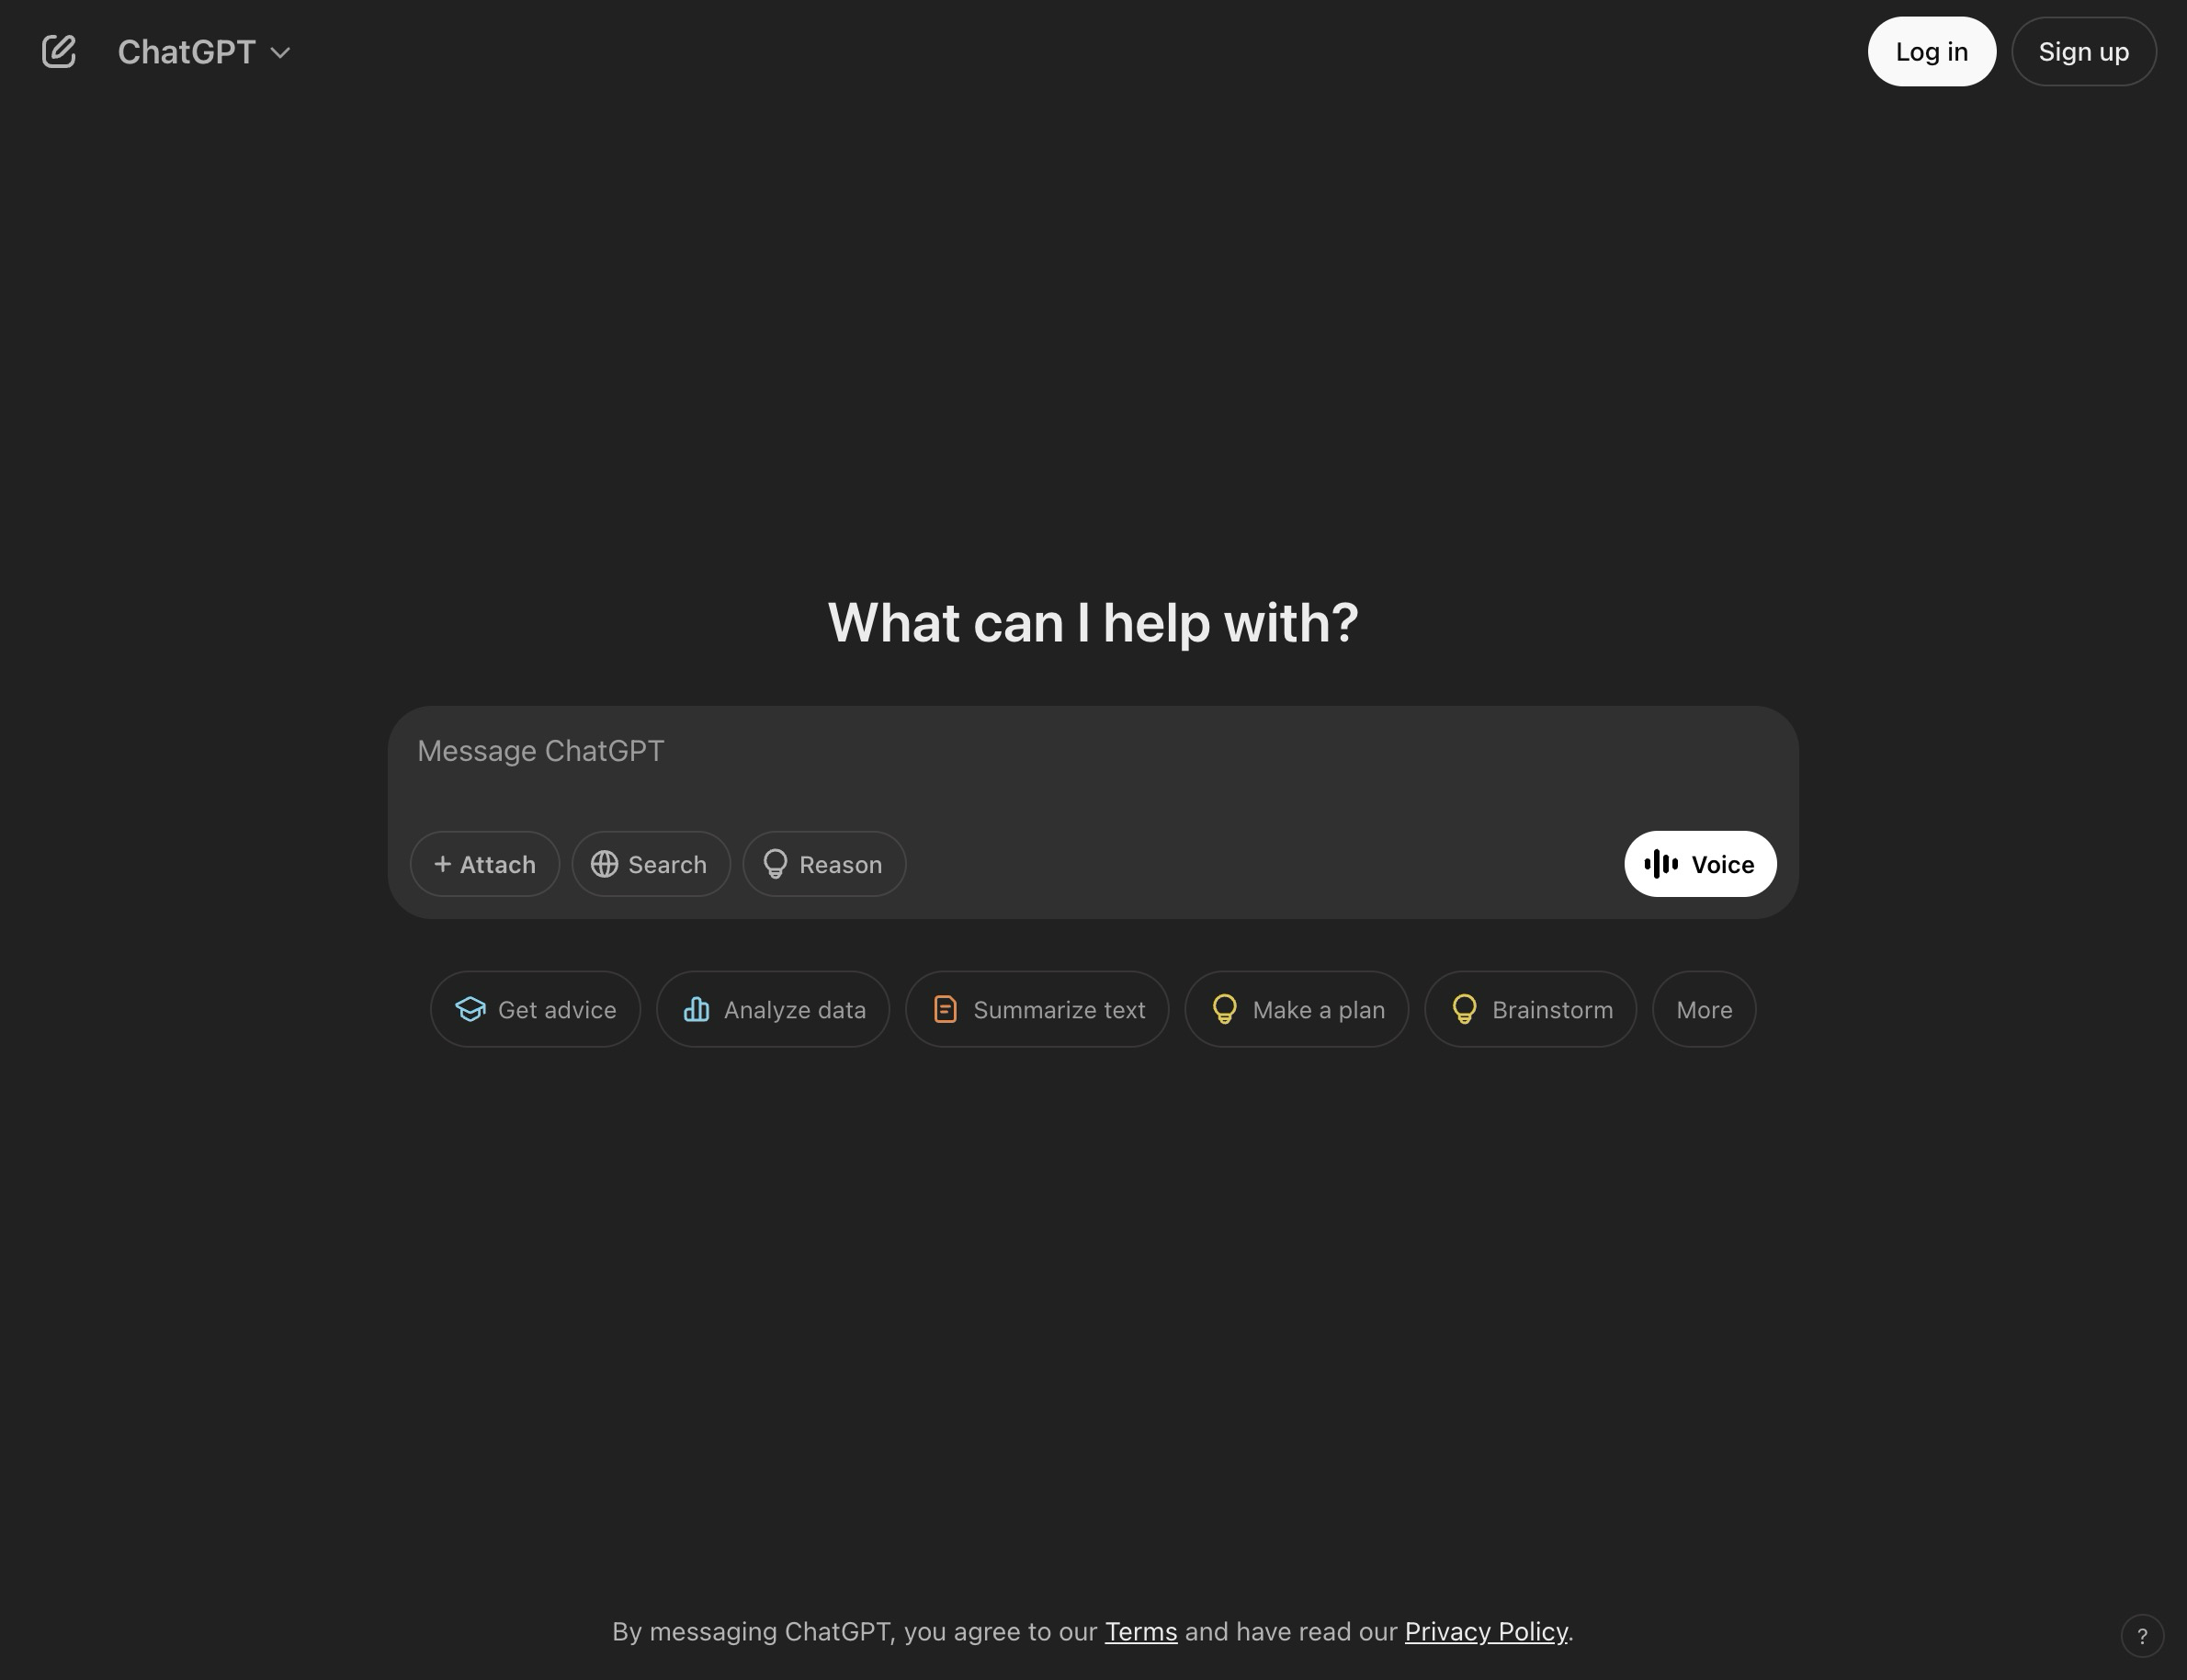 ChatGPT
Log in
Sign up
What can I help with?
Message ChatGPT
+ Attach
Search
Reason
Voice
Get advice
Analyze data
Summarize text
Make a plan
Brainstorm
More
By messaging ChatGPT, you agree to our Terms and have read our Privacy Policy.
?